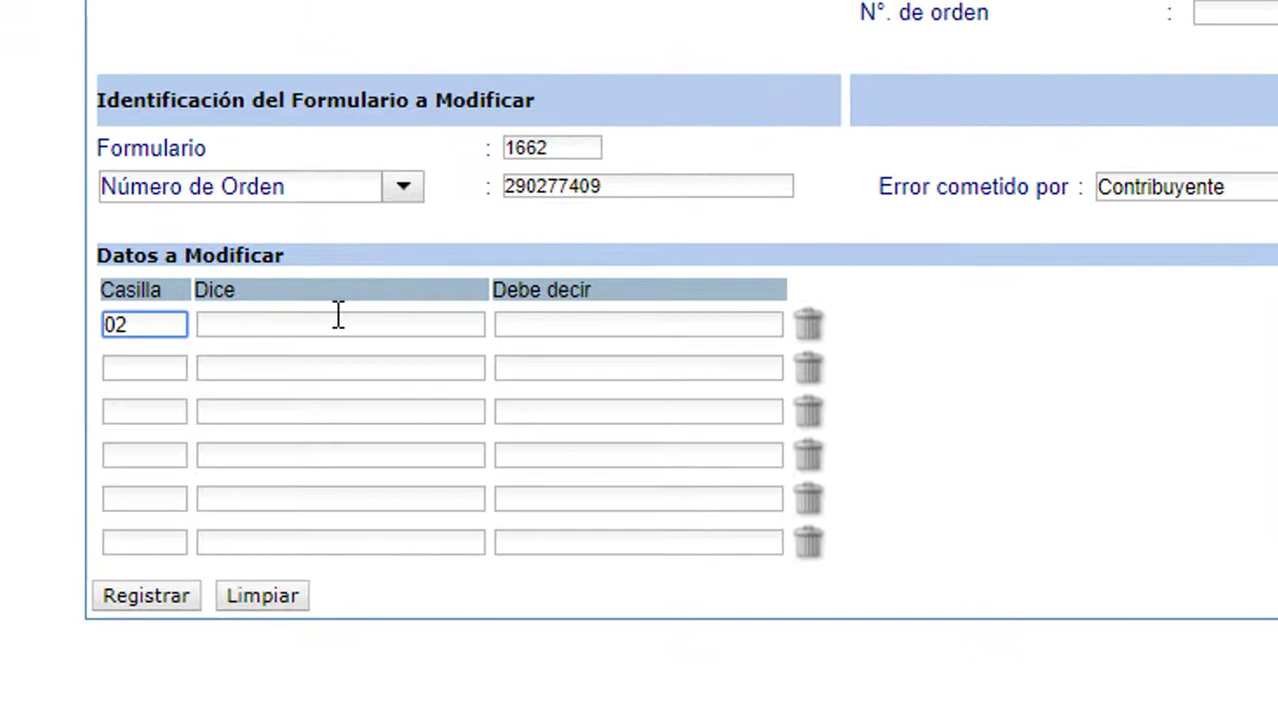 N°. de orden :
Identificación del Formulario a Modificar
Formulario : 1662
Número de Orden : 290277409 Error cometido por : Contribuyente
Datos a Modificar
Casilla Dice Debe decir
02
Registrar Limpiar